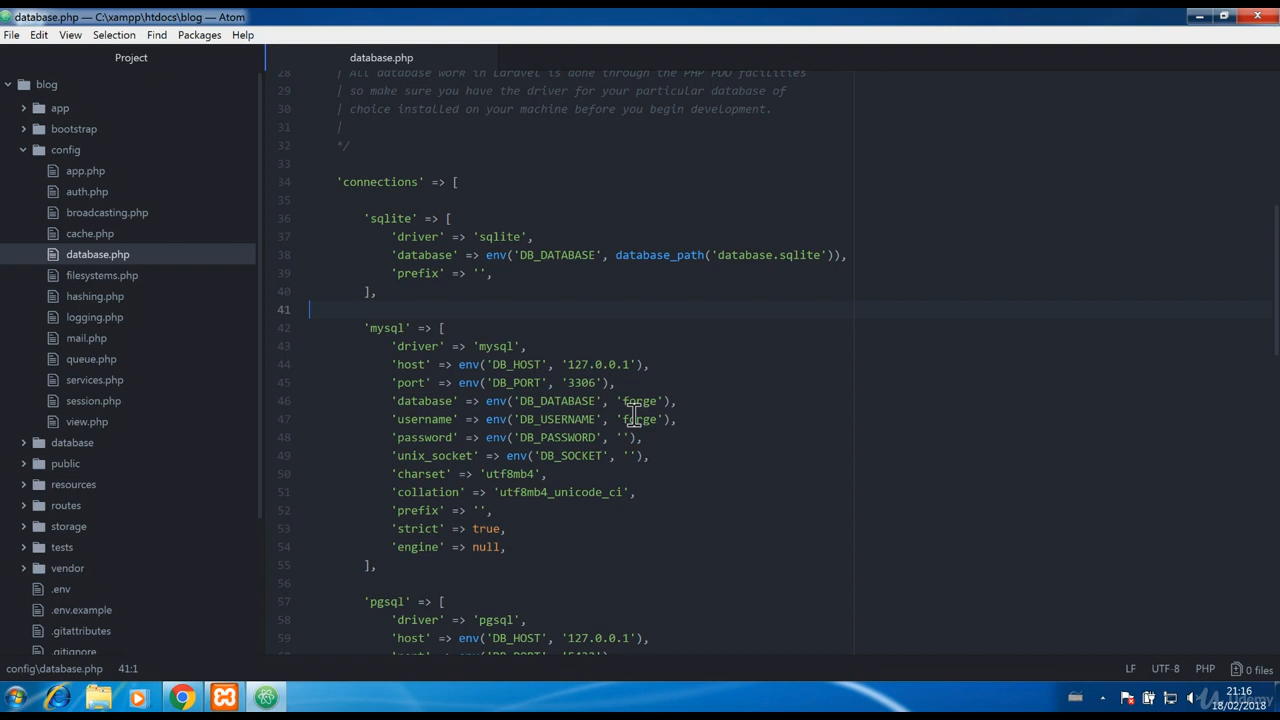 database.php — C:\xampp\htdocs\blog — Atom
File Edit View Selection Find Packages Help
Project
database.php
blog
app
bootstrap
config
app.php
auth.php
broadcasting.php
cache.php
database.php
filesystems.php
hashing.php
logging.php
mail.php
queue.php
services.php
session.php
view.php
database
public
resources
routes
storage
tests
vendor
.env
.env.example
.gitattributes
.gitignore
28 | All database work in Laravel is done through the PHP PDO facilities
29 | so make sure you have the driver for your particular database of
30 | choice installed on your machine before you begin development.
31 |
32 */
33
34 'connections' => [
35
36 'sqlite' => [
37 'driver' => 'sqlite',
38 'database' => env('DB_DATABASE', database_path('database.sqlite')),
39 'prefix' => '',
40 ],
41
42 'mysql' => [
43 'driver' => 'mysql',
44 'host' => env('DB_HOST', '127.0.0.1'),
45 'port' => env('DB_PORT', '3306'),
46 'database' => env('DB_DATABASE', 'forge'),
47 'username' => env('DB_USERNAME', 'forge'),
48 'password' => env('DB_PASSWORD', ''),
49 'unix_socket' => env('DB_SOCKET', ''),
50 'charset' => 'utf8mb4',
51 'collation' => 'utf8mb4_unicode_ci',
52 'prefix' => '',
53 'strict' => true,
54 'engine' => null,
55 ],
56
57 'pgsql' => [
58 'driver' => 'pgsql',
59 'host' => env('DB_HOST', '127.0.0.1'),
config\database.php 41:1 LF UTF-8 PHP 0 files
21:16
18/02/2018
Udemy